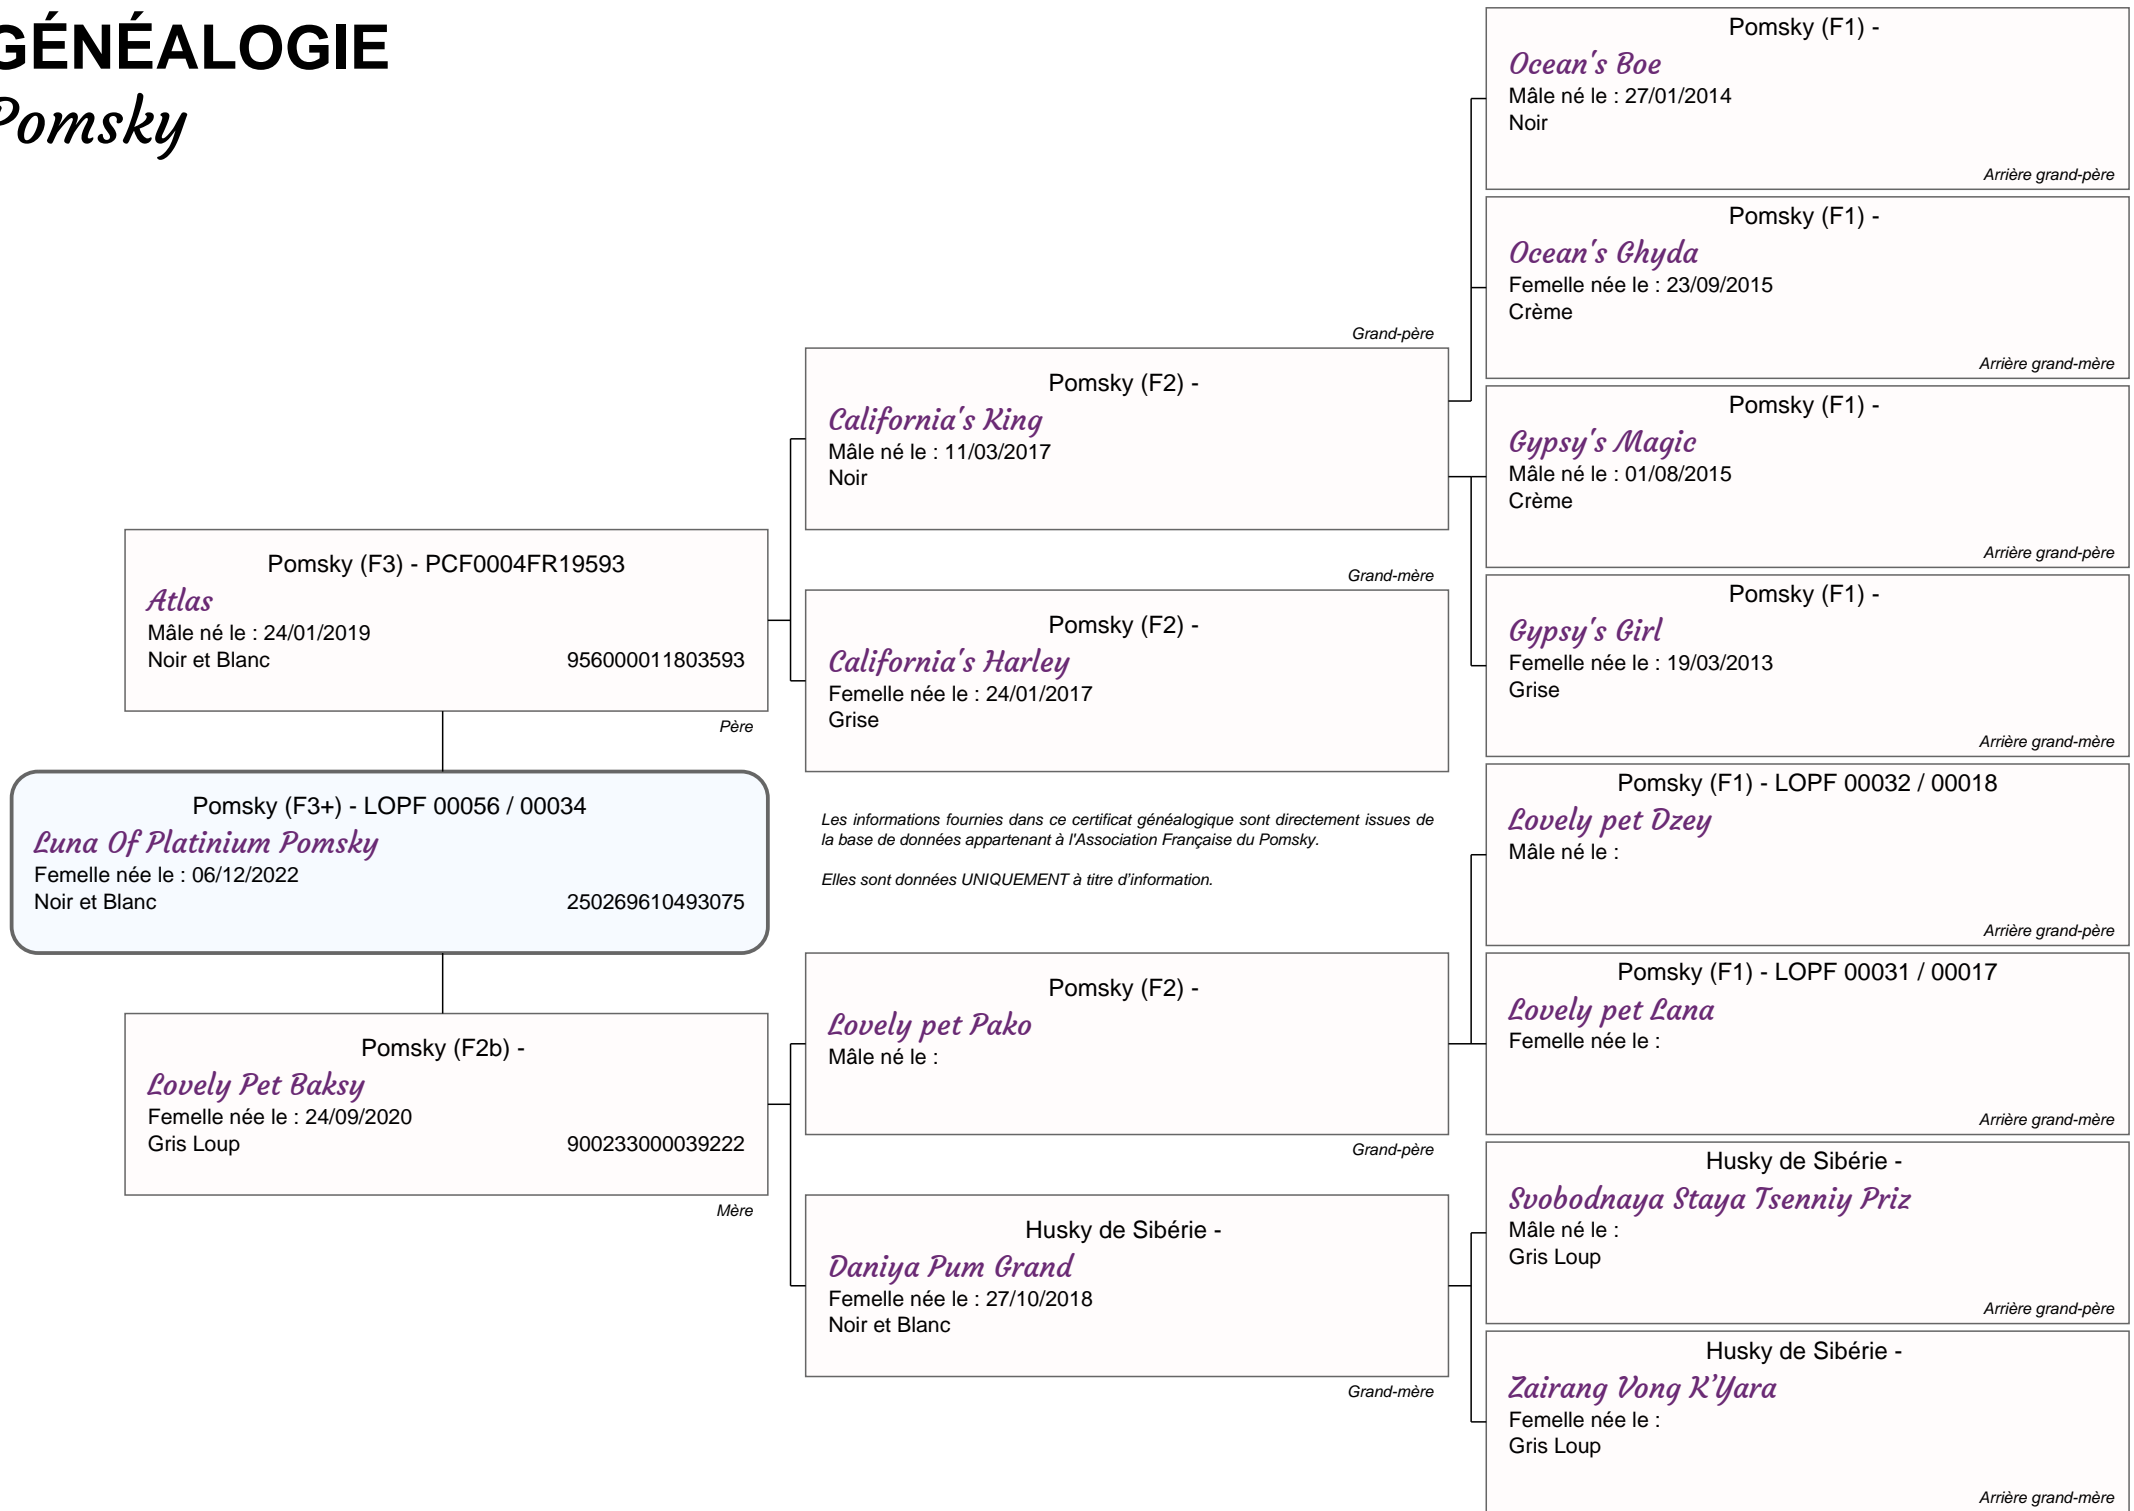 GÉNÉALOGIE
Pomsky
Pomsky (F1) -
Ocean's Boe
Mâle né le : 27/01/2014
Noir
Arrière grand-père
Pomsky (F1) -
Ocean's Ghyda
Femelle née le : 23/09/2015
Crème
Arrière grand-mère
Grand-père
Pomsky (F2) -
California's King
Mâle né le : 11/03/2017
Noir
Pomsky (F1) -
Gypsy's Magic
Mâle né le : 01/08/2015
Crème
Arrière grand-père
Pomsky (F3) - PCF0004FR19593
Atlas
Mâle né le : 24/01/2019
Noir et Blanc 956000011803593
Père
Grand-mère
Pomsky (F2) -
California's Harley
Femelle née le : 24/01/2017
Grise
Pomsky (F1) -
Gypsy's Girl
Femelle née le : 19/03/2013
Grise
Arrière grand-mère
Pomsky (F3+) - LOPF 00056 / 00034
Luna Of Platinium Pomsky
Femelle née le : 06/12/2022
Noir et Blanc 250269610493075
Les informations fournies dans ce certificat généalogique sont directement issues de
la base de données appartenant à l'Association Française du Pomsky.
Elles sont données UNIQUEMENT à titre d'information.
Pomsky (F1) - LOPF 00032 / 00018
Lovely pet Dzey
Mâle né le :
Arrière grand-père
Pomsky (F2b) -
Lovely Pet Baksy
Femelle née le : 24/09/2020
Gris Loup 900233000039222
Mère
Pomsky (F2) -
Lovely pet Pako
Mâle né le :
Grand-père
Pomsky (F1) - LOPF 00031 / 00017
Lovely pet Lana
Femelle née le :
Arrière grand-mère
Husky de Sibérie -
Daniya Pum Grand
Femelle née le : 27/10/2018
Noir et Blanc
Grand-mère
Husky de Sibérie -
Svobodnaya Staya Tsenniy Priz
Mâle né le :
Gris Loup
Arrière grand-père
Husky de Sibérie -
Zairang Vong K’Yara
Femelle née le :
Gris Loup
Arrière grand-mère